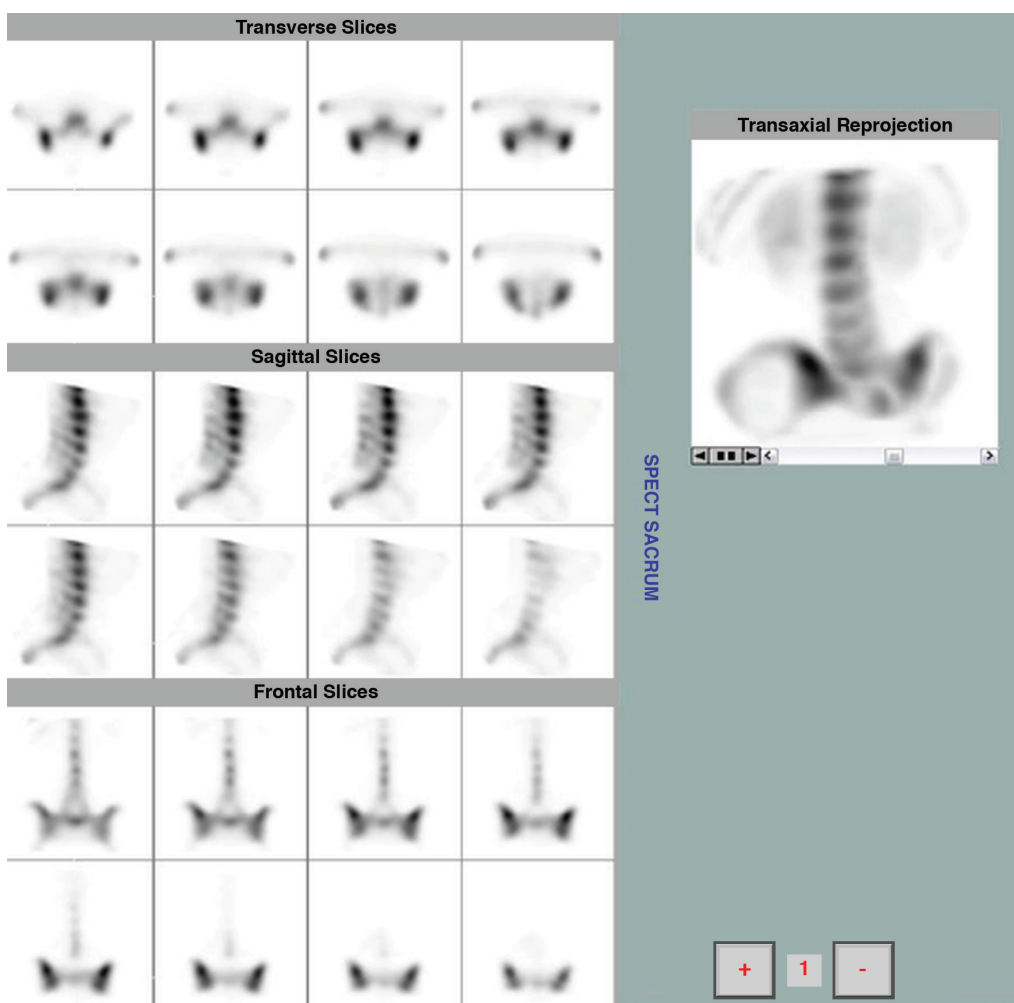 Transverse Slices
Transaxial Reprojection
Sagittal Slices
SPECT SACRUM
Frontal Slices
+ 1 -